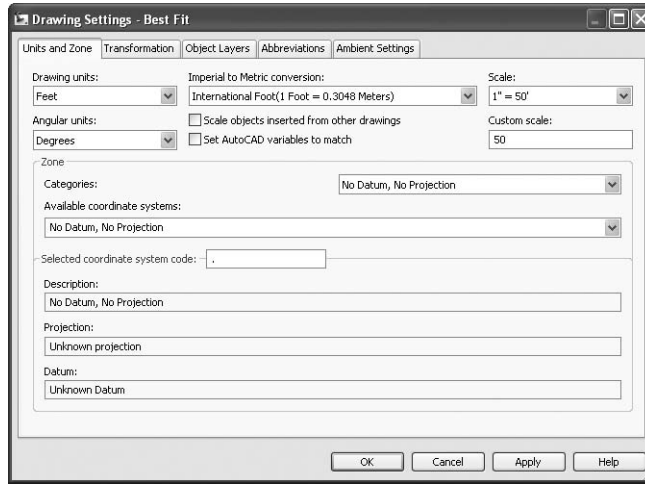 Drawing Settings - Best Fit
Units and Zone Transformation Object Layers Abbreviations Ambient Settings
Drawing units: Imperial to Metric conversion: Scale:
Feet International Foot(1 Foot = 0.3048 Meters) 1" = 50'
Angular units: Scale objects inserted from other drawings Custom scale:
Degrees Set AutoCAD variables to match 50
Zone
Categories: No Datum, No Projection
Available coordinate systems:
No Datum, No Projection
Selected coordinate system code: .
Description:
No Datum, No Projection
Projection:
Unknown projection
Datum:
Unknown Datum
OK Cancel Apply Help